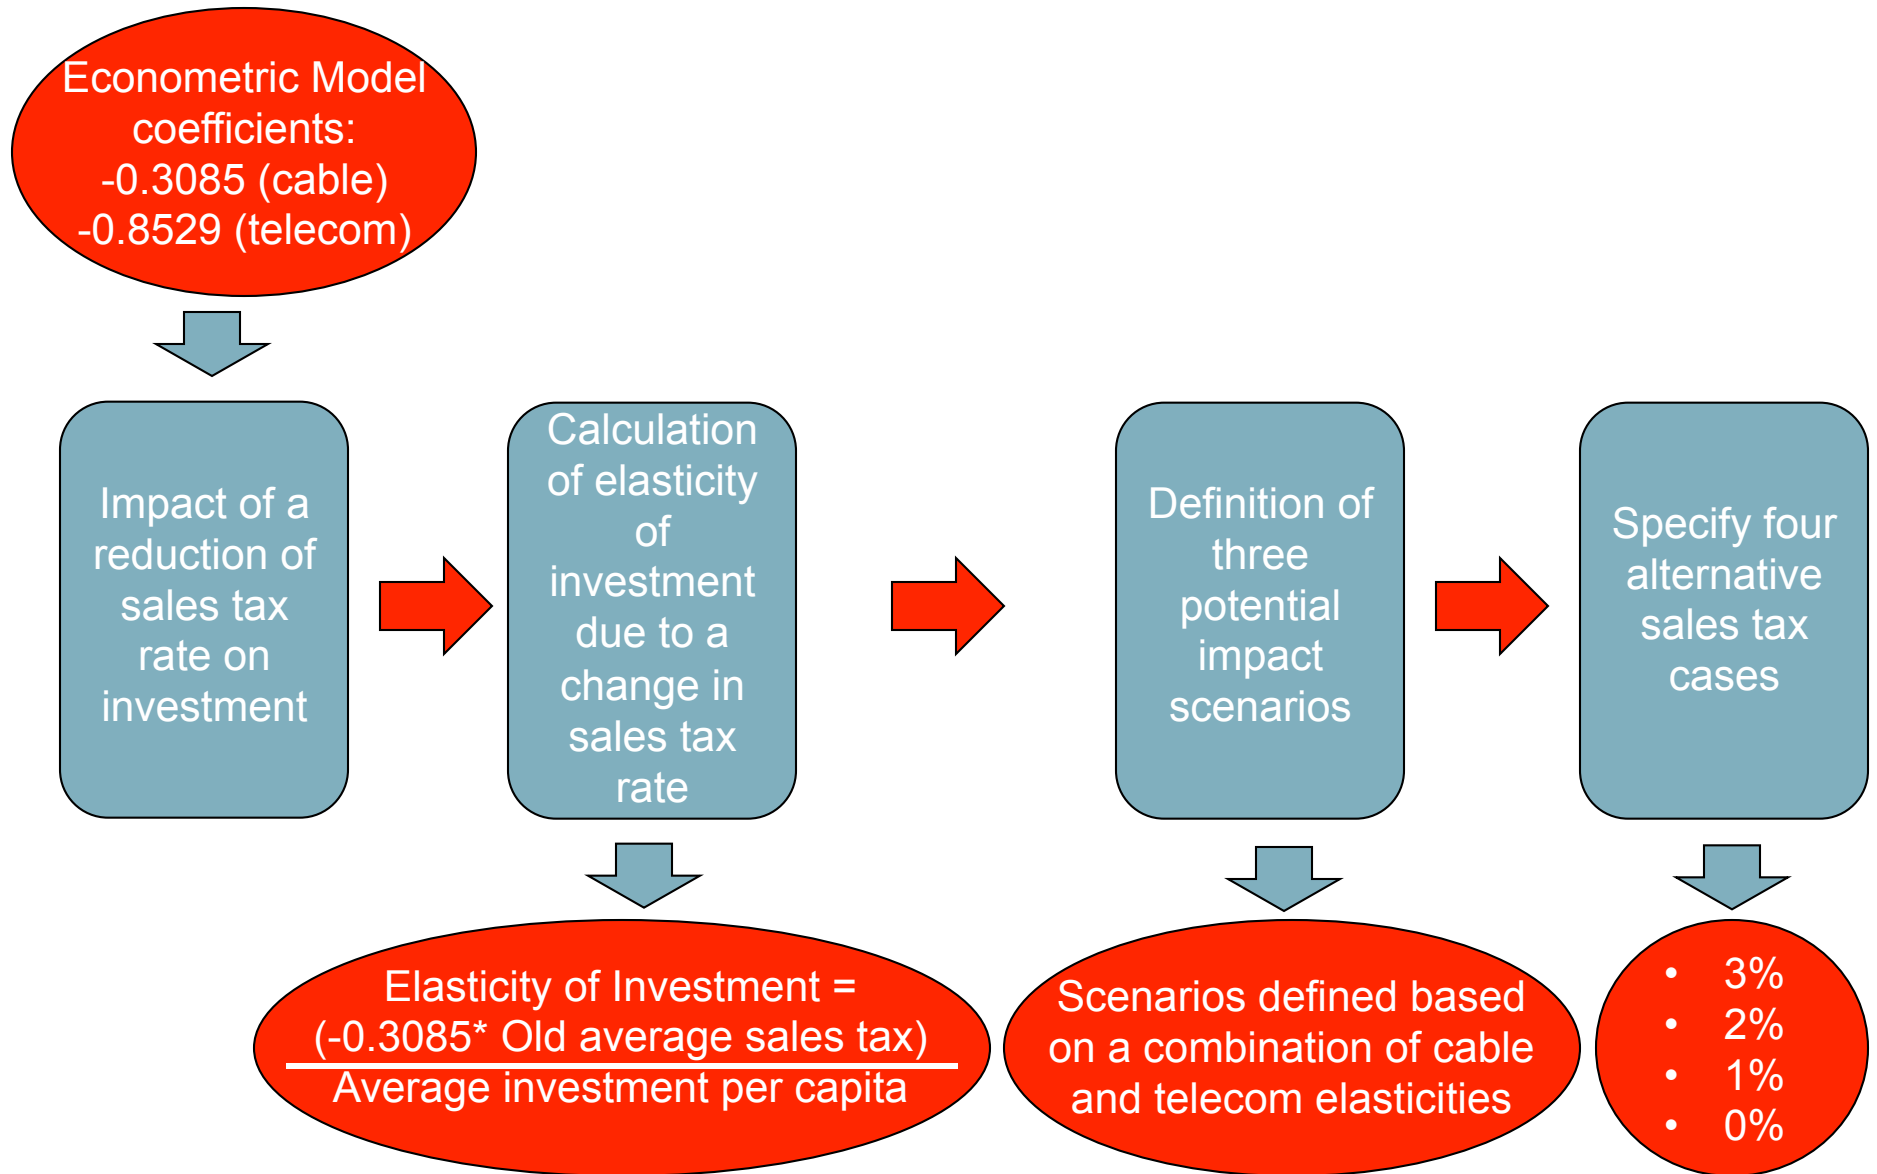 Econometric Model
coefficients:
-0.3085 (cable)
-0.8529 (telecom)
Impact of a
reduction of
sales tax
rate on
investment
Calculation
of elasticity
of
investment
due to a
change in
sales tax
rate
Definition of
three
potential
impact
scenarios
Specify four
alternative
sales tax
cases
Elasticity of Investment =
(-0.3085* Old average sales tax)
Average investment per capita
Scenarios defined based
on a combination of cable
and telecom elasticities
• 3%
• 2%
• 1%
• 0%